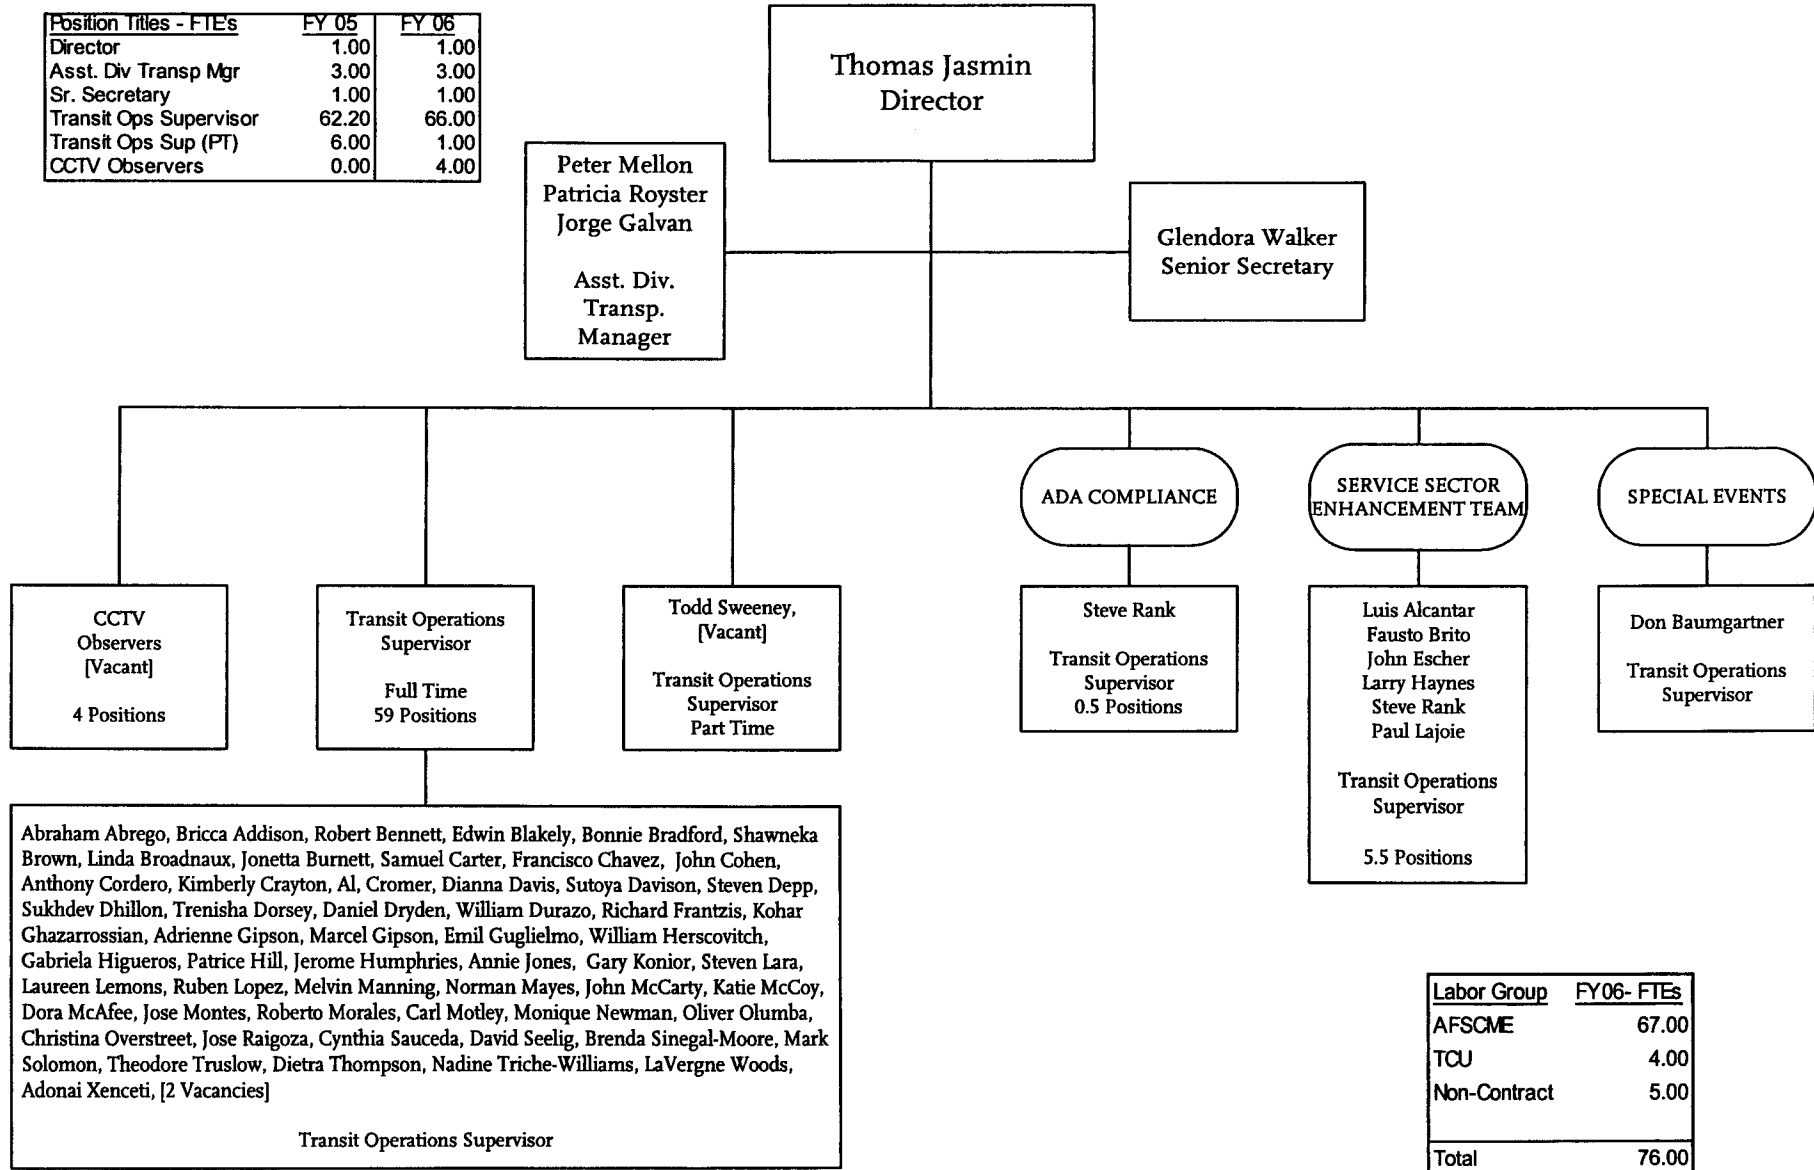 Position Titles - FTE's FY 05 FY 06
Director 1.00 1.00
Asst. Div Transp Mgr 3.00 3.00
Sr. Secretary 1.00 1.00
Transit Ops Supervisor 62.20 66.00
Transit Ops Sup (PT) 6.00 1.00
CCTV Observers 0.00 4.00
Thomas Jasmin
Director
Peter Mellon
Patricia Royster
Jorge Galvan
Asst. Div.
Transp.
Manager
Glendora Walker
Senior Secretary
ADA COMPLIANCE
SERVICE SECTOR
ENHANCEMENT TEAM
SPECIAL EVENTS
CCTV
Observers
[Vacant]
4 Positions
Transit Operations
Supervisor
Full Time
59 Positions
Todd Sweeney,
[Vacant]
Transit Operations
Supervisor
Part Time
Steve Rank
Transit Operations
Supervisor
0.5 Positions
Luis Alcantar
Fausto Brito
John Escher
Larry Haynes
Steve Rank
Paul Lajoie
Transit Operations
Supervisor
5.5 Positions
Don Baumgartner
Transit Operations
Supervisor
Abraham Abrego, Bricca Addison, Robert Bennett, Edwin Blakely, Bonnie Bradford, Shawneka
Brown, Linda Broadnaux, Jonetta Burnett, Samuel Carter, Francisco Chavez, John Cohen,
Anthony Cordero, Kimberly Crayton, Al, Cromer, Dianna Davis, Sutoya Davison, Steven Depp,
Sukhdev Dhillon, Trenisha Dorsey, Daniel Dryden, William Durazo, Richard Frantzis, Kohar
Ghazarrossian, Adrienne Gipson, Marcel Gipson, Emil Guglielmo, William Herscovitch,
Gabriela Higueros, Patrice Hill, Jerome Humphries, Annie Jones, Gary Konior, Steven Lara,
Laureen Lemons, Ruben Lopez, Melvin Manning, Norman Mayes, John McCarty, Katie McCoy,
Dora McAfee, Jose Montes, Roberto Morales, Carl Motley, Monique Newman, Oliver Olumba,
Christina Overstreet, Jose Raigoza, Cynthia Sauceda, David Seelig, Brenda Sinegal-Moore, Mark
Solomon, Theodore Truslow, Dietra Thompson, Nadine Triche-Williams, LaVergne Woods,
Adonai Xenceti, [2 Vacancies]
Transit Operations Supervisor
Labor Group FY06- FTEs
AFSCME 67.00
TCU 4.00
Non-Contract 5.00
Total 76.00